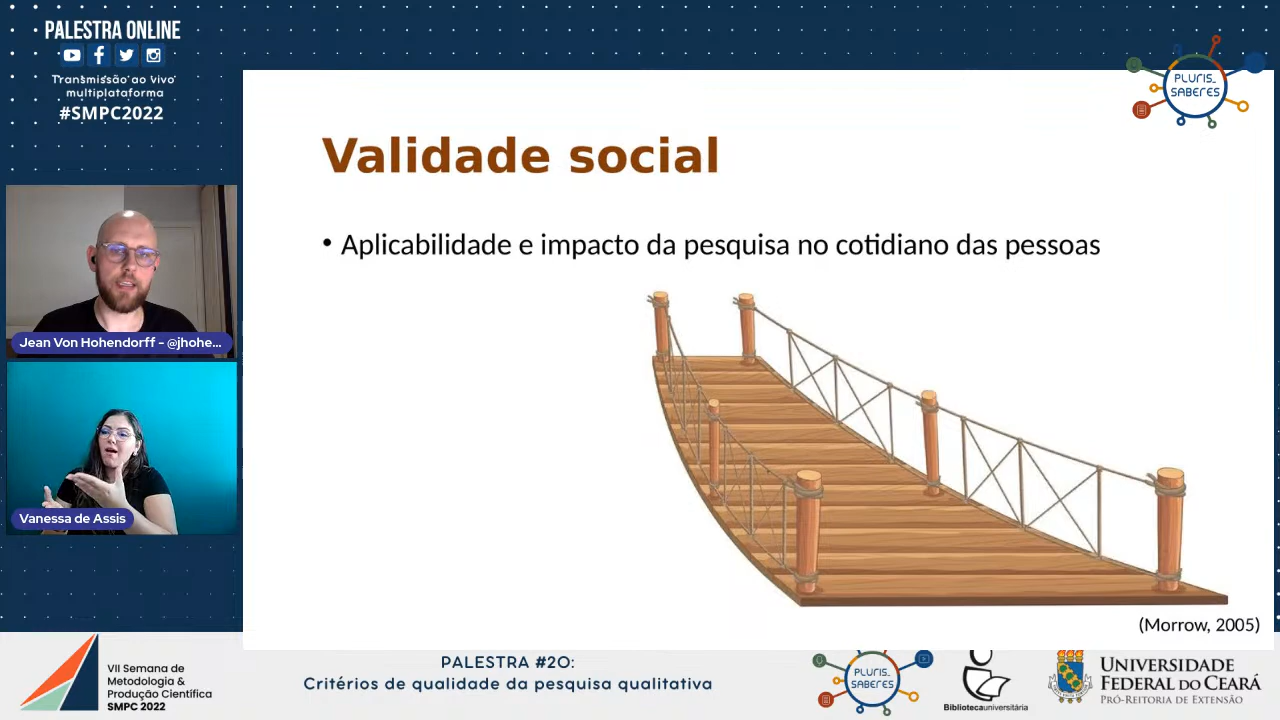 PALESTRA ONLINE
Transmissão ao vivo
multiplataforma
#SMPC2022
PLURIS_
SABERES
Validade social
• Aplicabilidade e impacto da pesquisa no cotidiano das pessoas
Jean Von Hohendorff - @jhohe...
Vanessa de Assis
(Morrow, 2005)
VII Semana de
Metodologia &
Produção Científica
SMPC 2022
PALESTRA #20:
Critérios de qualidade da pesquisa qualitativa
PLURIS_
SABERES
Bibliotecauniversitária
UNIVERSIDADE
FEDERAL DO CEARÁ
PRÓ-REITORIA DE EXTENSÃO